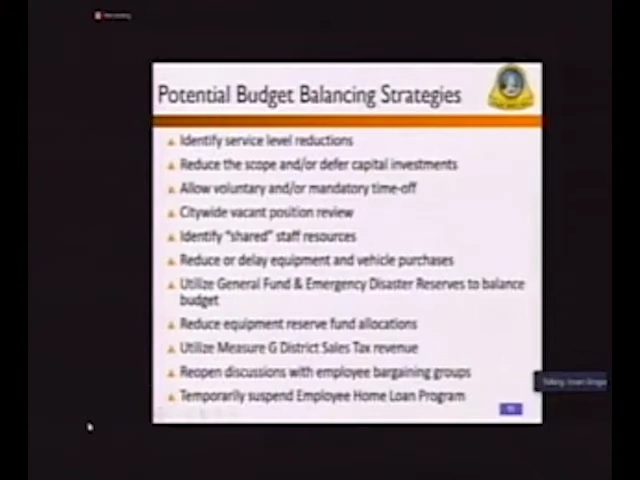 Potential Budget Balancing Strategies
Identify service level reductions
Reduce the scope and/or defer capital investments
Allow voluntary and/or mandatory time-off
Citywide vacant position review
Identify "shared" staff resources
Reduce or delay equipment and vehicle purchases
Utilize General Fund & Emergency Disaster Reserves to balance
budget
Reduce equipment reserve fund allocations
Utilize Measure G District Sales Tax revenue
Reopen discussions with employee bargaining groups
Temporarily suspend Employee Home Loan Program